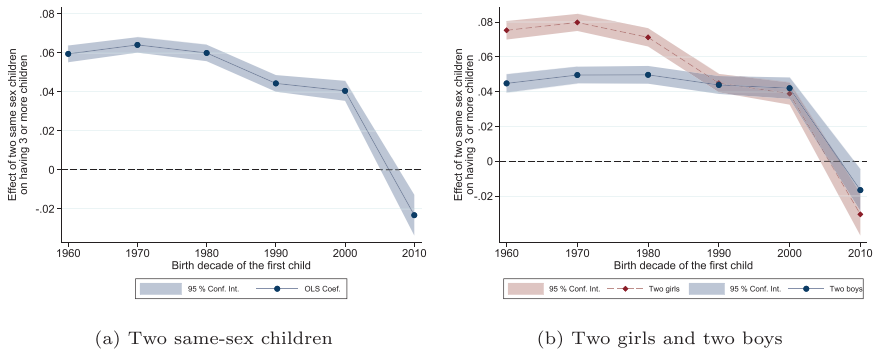 .08
.06
.04
.02
0
-.02
Effect of two same sex children
on having 3 or more children
1960 1970 1980 1990 2000 2010
Birth decade of the first child
95 % Conf. Int. OLS Coef.
(a) Two same-sex children
.08
.06
.04
.02
0
-.02
Effect of two same sex children
on having 3 or more children
1960 1970 1980 1990 2000 2010
Birth decade of the first child
95 % Conf. Int. Two girls 95 % Conf. Int. Two boys
(b) Two girls and two boys